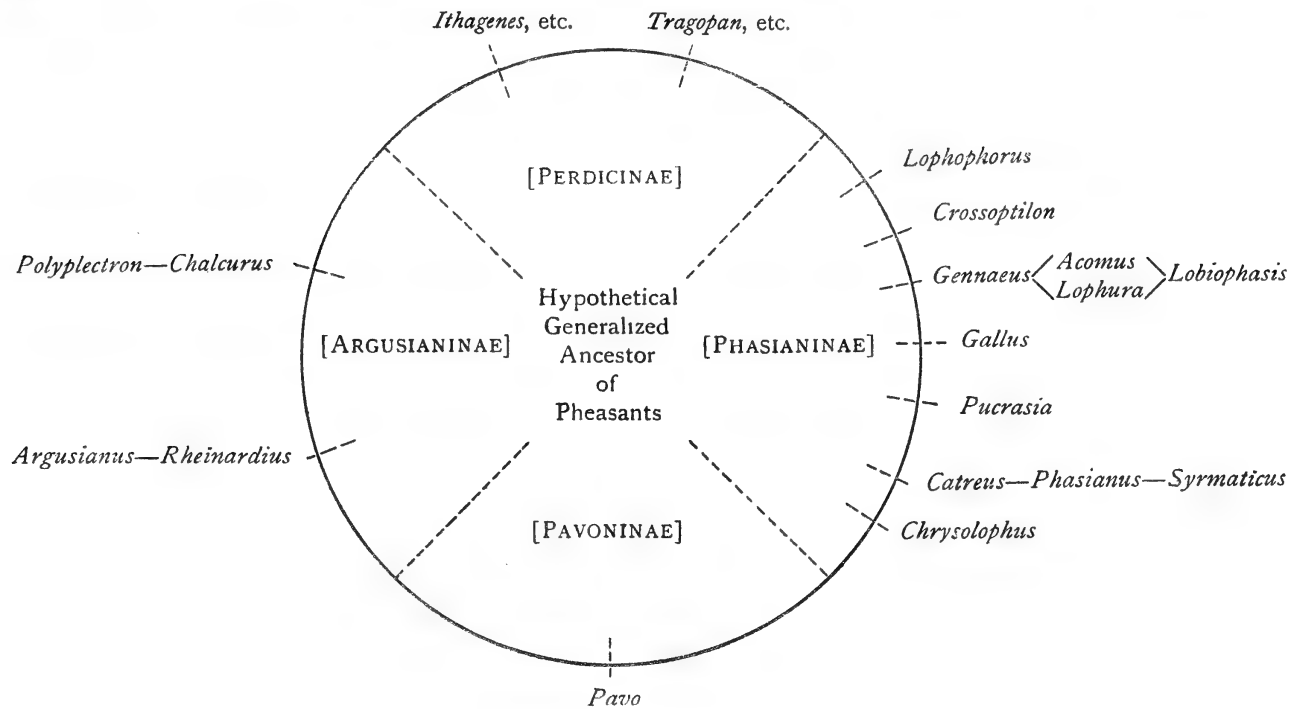 Ithagenes, etc.
Tragopan, etc.
[PERDICINAE]
Lophophorus
Crossoptilon
Gennaeus
Acomus
Lophura
Lobiophasis
Gallus
Pucrasia
Catreus—Phasianus—Syrmaticus
Chrysolophus
[PHASIANINAE]
Hypothetical
Generalized
Ancestor
of
Pheasants
Polyplectron—Chalcurus
[ARGUSIANINAE]
Argusianus—Rheinardius
[PAVONINAE]
Pavo